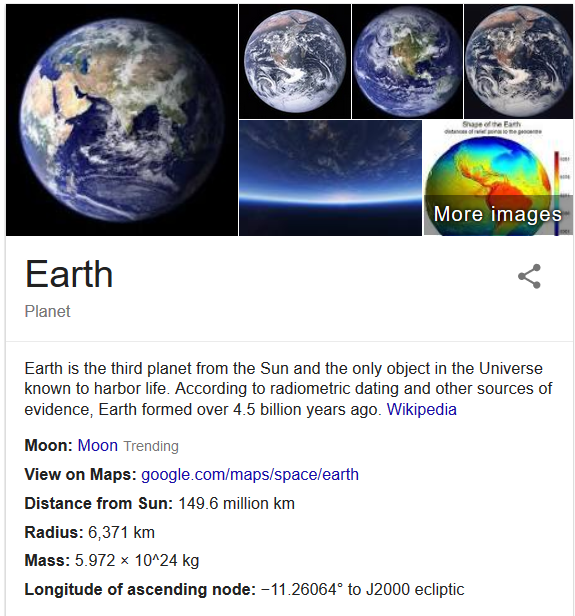 Shape of the Earth
distances of relief points to the geocentre
More images
Earth
Planet
Earth is the third planet from the Sun and the only object in the Universe
known to harbor life. According to radiometric dating and other sources of
evidence, Earth formed over 4.5 billion years ago. Wikipedia
Moon: Moon Trending
View on Maps: google.com/maps/space/earth
Distance from Sun: 149.6 million km
Radius: 6,371 km
Mass: 5.972 × 10^24 kg
Longitude of ascending node: −11.26064° to J2000 ecliptic